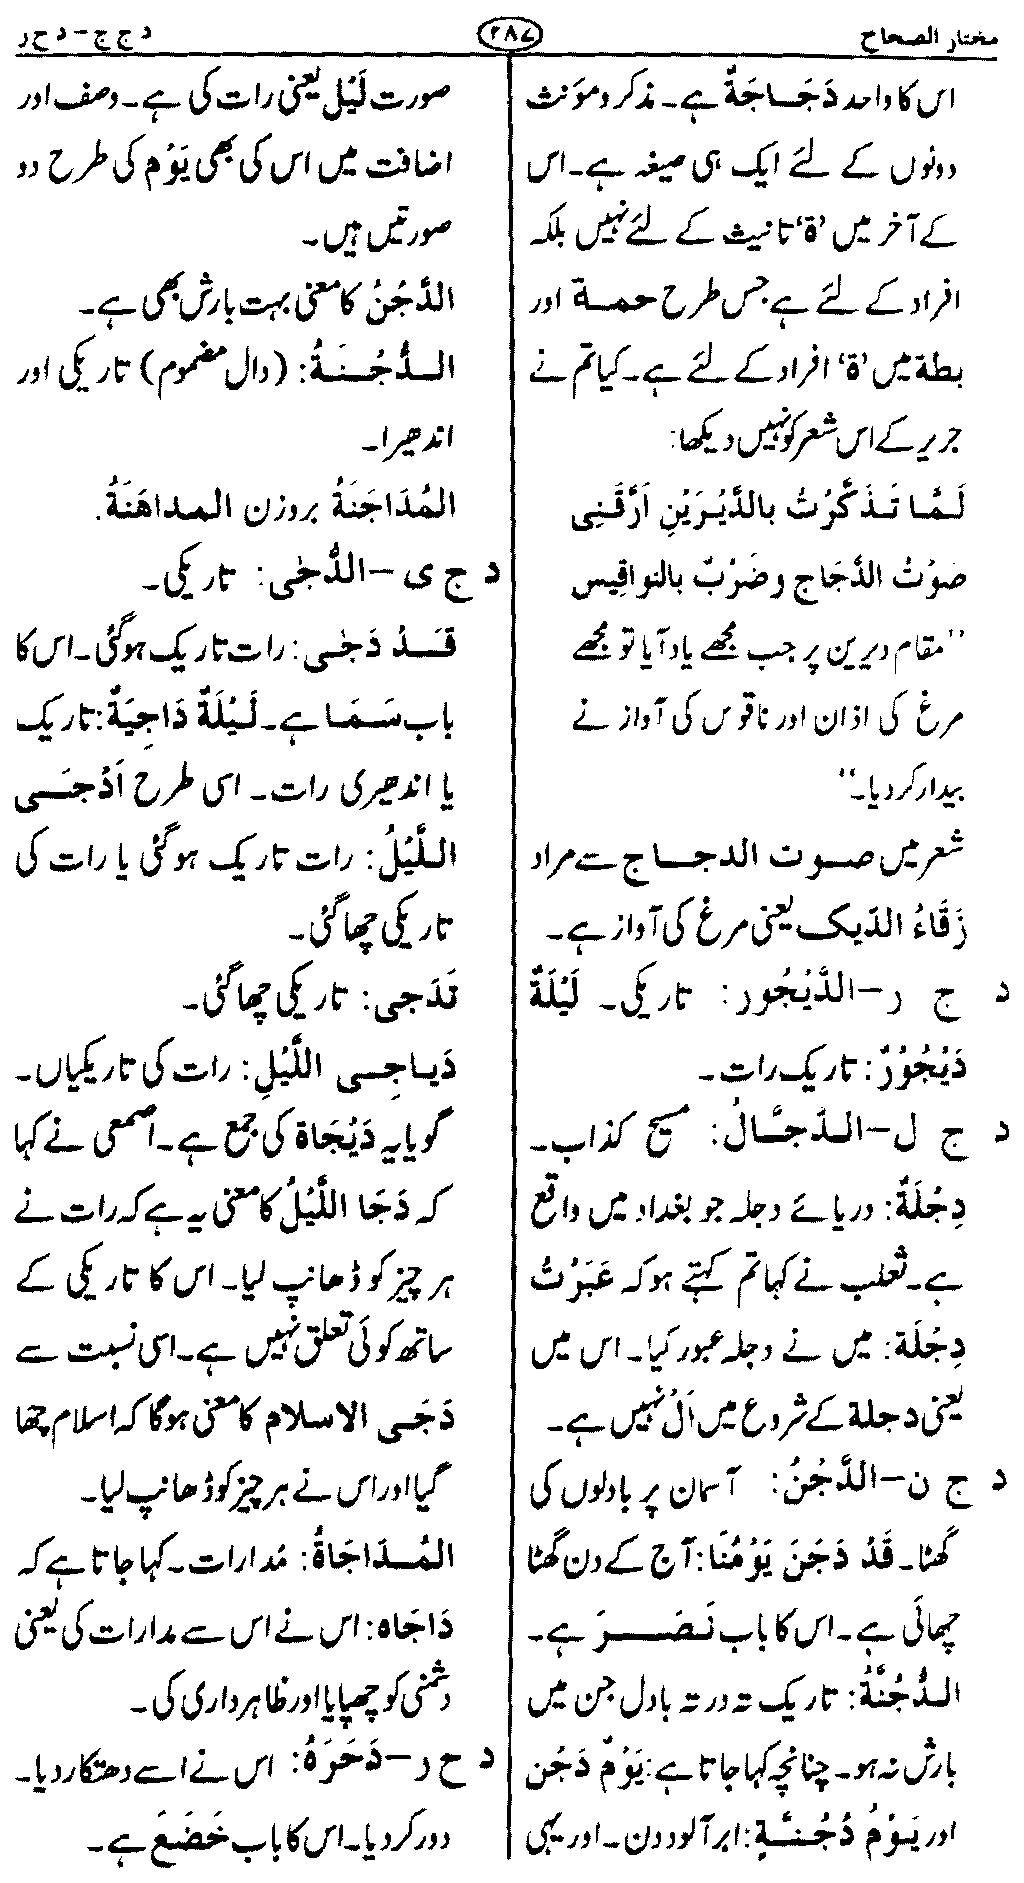 مختار الصحاح
۲۸۷
د ج ج - د ح ر
اس کا واحد دَجَاجَةٌ ہے۔ مذکر و مؤنث
دونوں کے لئے ایک ہی صیغہ ہے۔ اس
کے آخر میں ’ة‘ تانیث کے لئے نہیں بلکہ
افراد کے لئے ہے جس طرح حمسة اور
بطة میں ’ة‘ افراد کے لئے ہے۔ کیا تم نے
جریر کے اس شعر کو نہیں دیکھا:
لَمَّا تَذَكَّرُتُ بالدَّيُرَيْنِ اَرَّقَنِى
صَوْتُ الدَّجَاجِ وضَرُبٌ بالنواقِيس
’’مقام دیرین پر جب مجھے یاد آیا تو مجھے
مرغ کی اذان اور ناقوس کی آواز نے
بیدار کر دیا۔‘‘
شعر میں صوت الدجاج سے مراد
زَقَاءُ الدّيک یعنی مرغ کی آواز ہے۔
د ج ر – الدَّيْجُور: تاریکی۔ لَيْلَةٌ
دَيْجُوْرٌ: تاریک رات۔
د ج ل – الدَّجَّالُ: مسیح کذاب۔
دِجْلَةٌ: دریائے دجلہ جو بغداد میں واقع
ہے۔ ثعلب نے کہا تم کہتے ہو کہ عَبَرْتُ
دِجْلَة: میں نے دجلہ عبور کیا۔ اس میں
یعنی دجلة کے شروع میں اَلْ نہیں ہے۔
د ج ن – الدَّجْنُ: آسمان پر بادلوں کی
گھٹا۔ قَدْ دَجَنَ يَوْمُنَا: آج کے دن گھٹا
چھائی ہے۔ اس کا باب نَصَرَ ہے۔
الدُّجُنَّةُ: تاریک تہ در تہ بادل جن میں
بارش نہ ہو۔ چنانچہ کہا جاتا ہے: يَوْمٌ دَجْن
اور يَوْمُ دُجُنَّةٍ: ابر آلود دن۔ اور یہی
صورت لَيْل یعنی رات کی ہے۔ وصف اور
اضافت میں اس کی بھی يَوْم کی طرح دو
صورتیں ہیں۔
الدَّجْنُ کا معنی بہت بارش بھی ہے۔
الدُّجْنَةُ: (دال مضموم) تاریکی اور
اندھیرا۔
المُدَاجَنَةُ بروزن المداهَنَةُ.
د ج ى – الدُّجٰى: تاریکی۔
قَدْ دَجٰى: رات تاریک ہوگئی۔ اس کا
باب سَمَا ہے۔ لَيْلَةٌ دَاجِيَةٌ: تاریک
یا اندھیری رات۔ اسی طرح اَدْجَى
اللَّيْلُ: رات تاریک ہو گئی یا رات کی
تاریکی چھا گئی۔
تَدَجى: تاریکی چھا گئی۔
دَياجِى اللَّيْلِ: رات کی تاریکیاں۔
گویا یہ دَيْجَاة کی جمع ہے۔ اصمعی نے کہا
کہ دَجَا اللَّيْلُ کا معنی یہ ہے کہ رات نے
ہر چیز کو ڈھانپ لیا۔ اس کا تاریکی کے
ساتھ کوئی تعلق نہیں ہے۔ اسی نسبت سے
دَجَى الاسلام کا معنی ہوگا کہ اسلام چھا
گیا اور اس نے ہر چیز کو ڈھانپ لیا۔
المُدَاجَاةُ: مُدارات۔ کہا جاتا ہے کہ
دَاجَاه: اس نے اس سے مدارات کی یعنی
دشمنی کو چھپایا اور ظاہر داری کی۔
د ح ر – دَحَرَهُ: اس نے اسے دھتکار دیا۔
دور کر دیا۔ اس کا باب خَضَعَ ہے۔